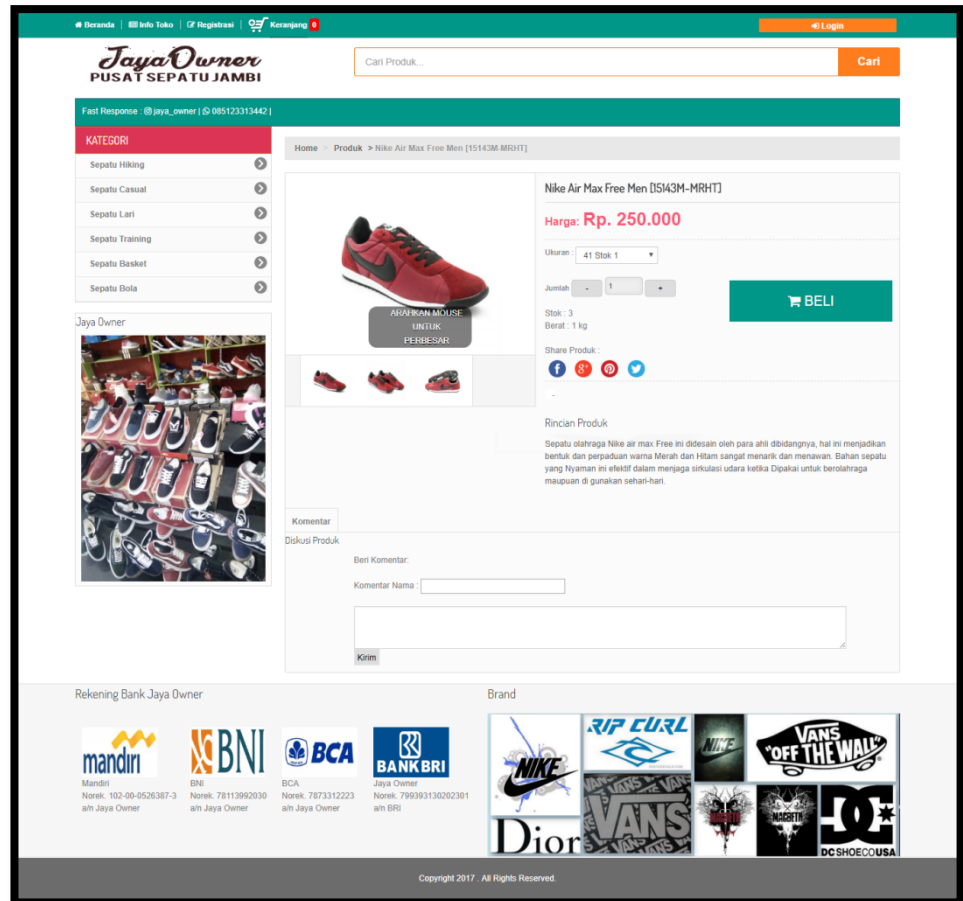 Beranda | Info Toko | Registrasi | Keranjang 0
Login
Jaya Owner
PUSAT SEPATU JAMBI
Cari Produk...
Cari
Fast Response : jaya_owner | 085123313442 |
KATEGORI
Sepatu Hiking
Sepatu Casual
Sepatu Lari
Sepatu Training
Sepatu Basket
Sepatu Bola
Jaya Owner
Home > Produk > Nike Air Max Free Men [15143M-MRHT]
ARAHKAN MOUSE
UNTUK
PERBESAR
Nike Air Max Free Men [15143M-MRHT]
Harga: Rp. 250.000
Ukuran : 41 Stok 1
Jumlah - 1 +
BELI
Stok : 3
Berat : 1 kg
Share Produk :
-
Rincian Produk
Sepatu olahraga Nike air max Free ini didesain oleh para ahli dibidangnya, hal ini menjadikan
bentuk dan perpaduan warna Merah dan Hitam sangat menarik dan menawan. Bahan sepatu
yang Nyaman ini efektif dalam menjaga sirkulasi udara ketika Dipakai untuk berolahraga
maupuan di gunakan sehari-hari.
Komentar
Diskusi Produk
Beri Komentar:
Komentar Nama :
Kirim
Rekening Bank Jaya Owner
mandiri
Mandiri
Norek. 102-00-0526387-3
a/n Jaya Owner
BNI
BNI
Norek. 78113992030
a/n Jaya Owner
BCA
BCA
Norek. 7873312223
a/n Jaya Owner
BANK BRI
Jaya Owner
Norek. 799393130202301
a/n BRI
Brand
NIKE
RIP CURL
NIKE
VANS
"OFF THE WALL"
Dior
VANS
MACBETH
MACBETH
DC
DCSHOECOUSA
Copyright 2017 . All Rights Reserved.